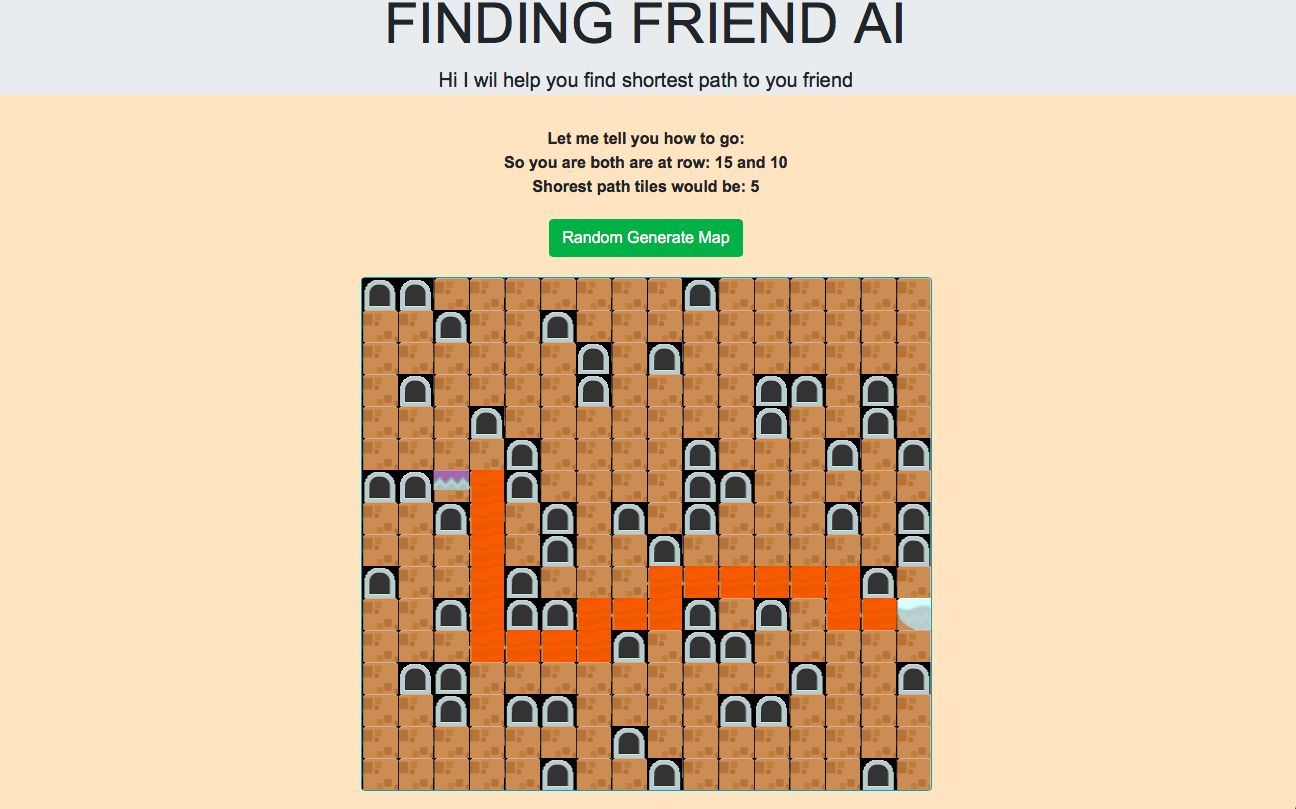 FINDING FRIEND AI
Hi I wil help you find shortest path to you friend
Let me tell you how to go:
So you are both are at row: 15 and 10
Shorest path tiles would be: 5
Random Generate Map